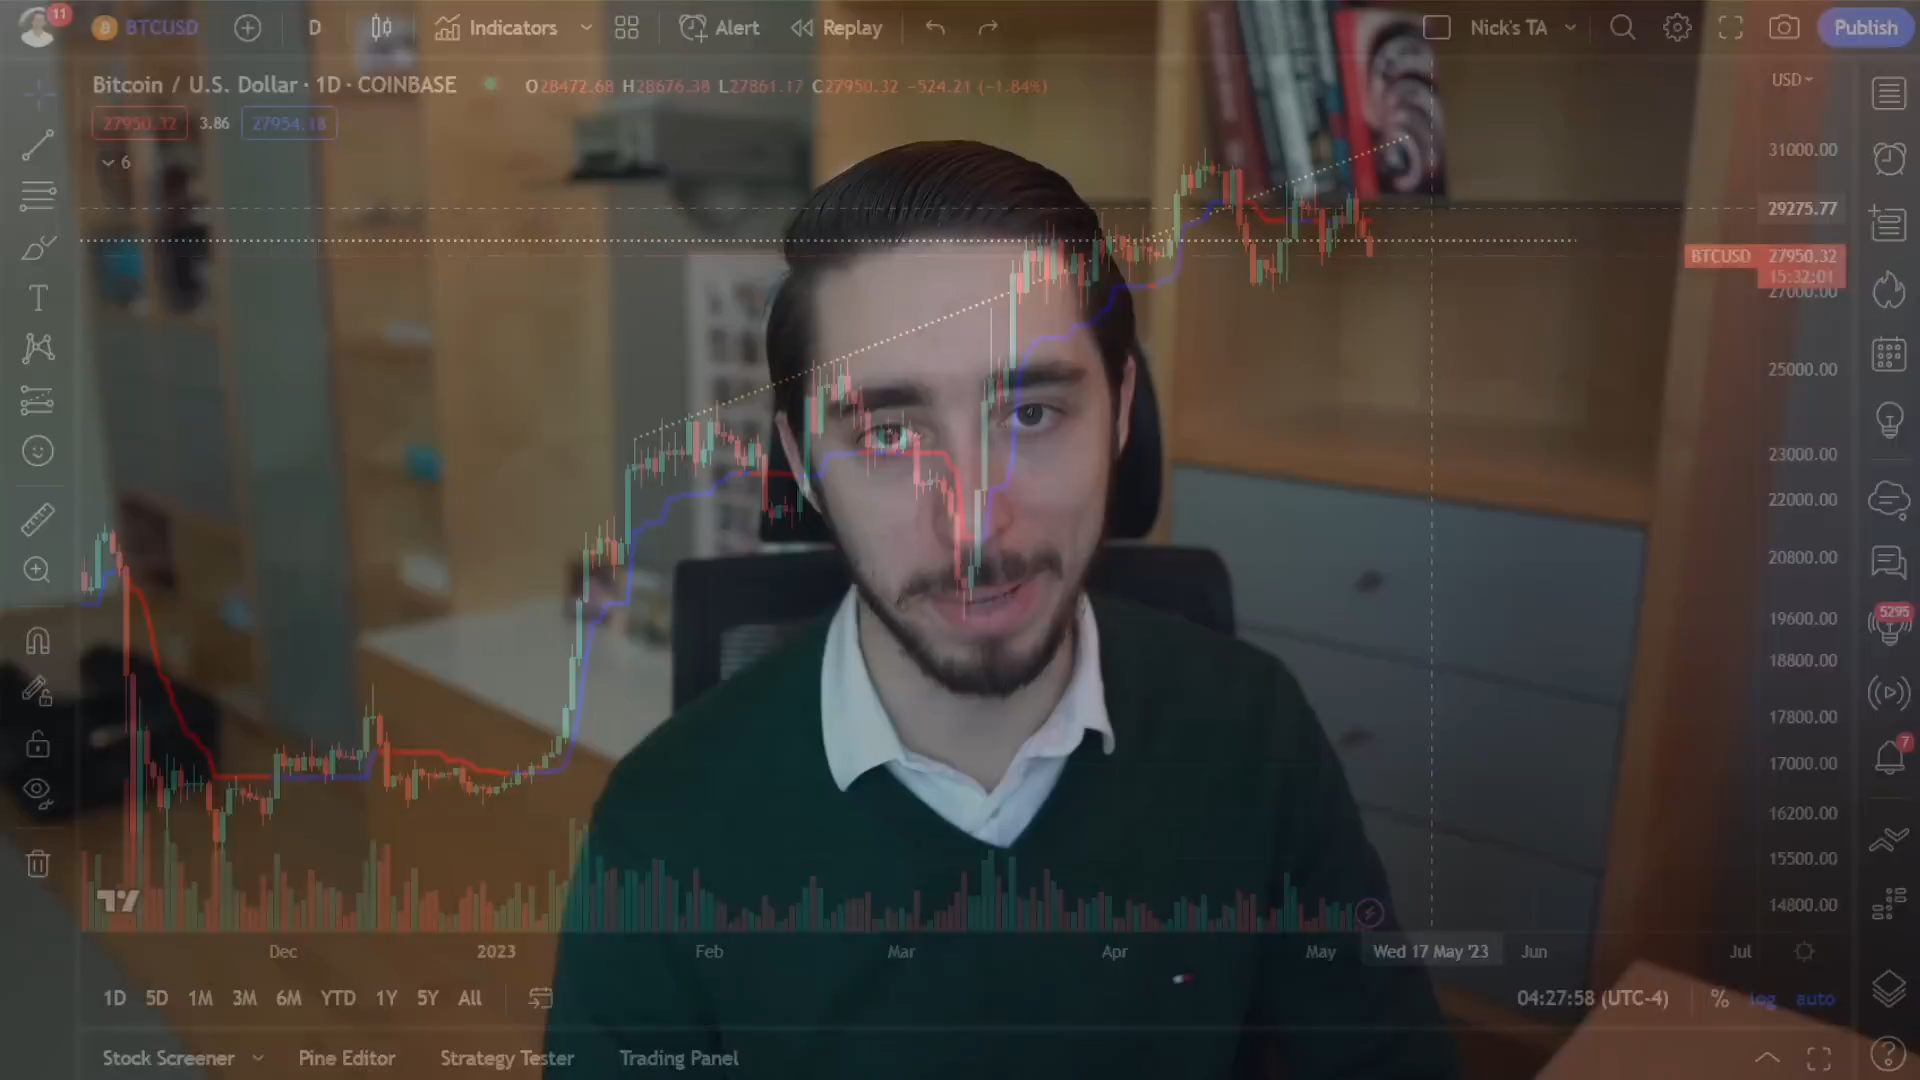 11 BTCUSD D Indicators Alert Replay Nick's TA Publish
Bitcoin / U.S. Dollar · 1D · COINBASE O28472.68 H28676.38 L27861.17 C27950.32 −524.21 (−1.84%) USD
27950.32 3.86 27954.18
6
31000.00
29275.77
BTCUSD 27950.32
15:32:01
27000.00
25000.00
23000.00
22000.00
20800.00
19600.00
5295
18800.00
17800.00
7
17000.00
16200.00
15500.00
14800.00
Dec 2023 Feb Mar Apr May Wed 17 May '23 Jun Jul
1D 5D 1M 3M 6M YTD 1Y 5Y All 04:27:58 (UTC-4) % log auto
Stock Screener Pine Editor Strategy Tester Trading Panel